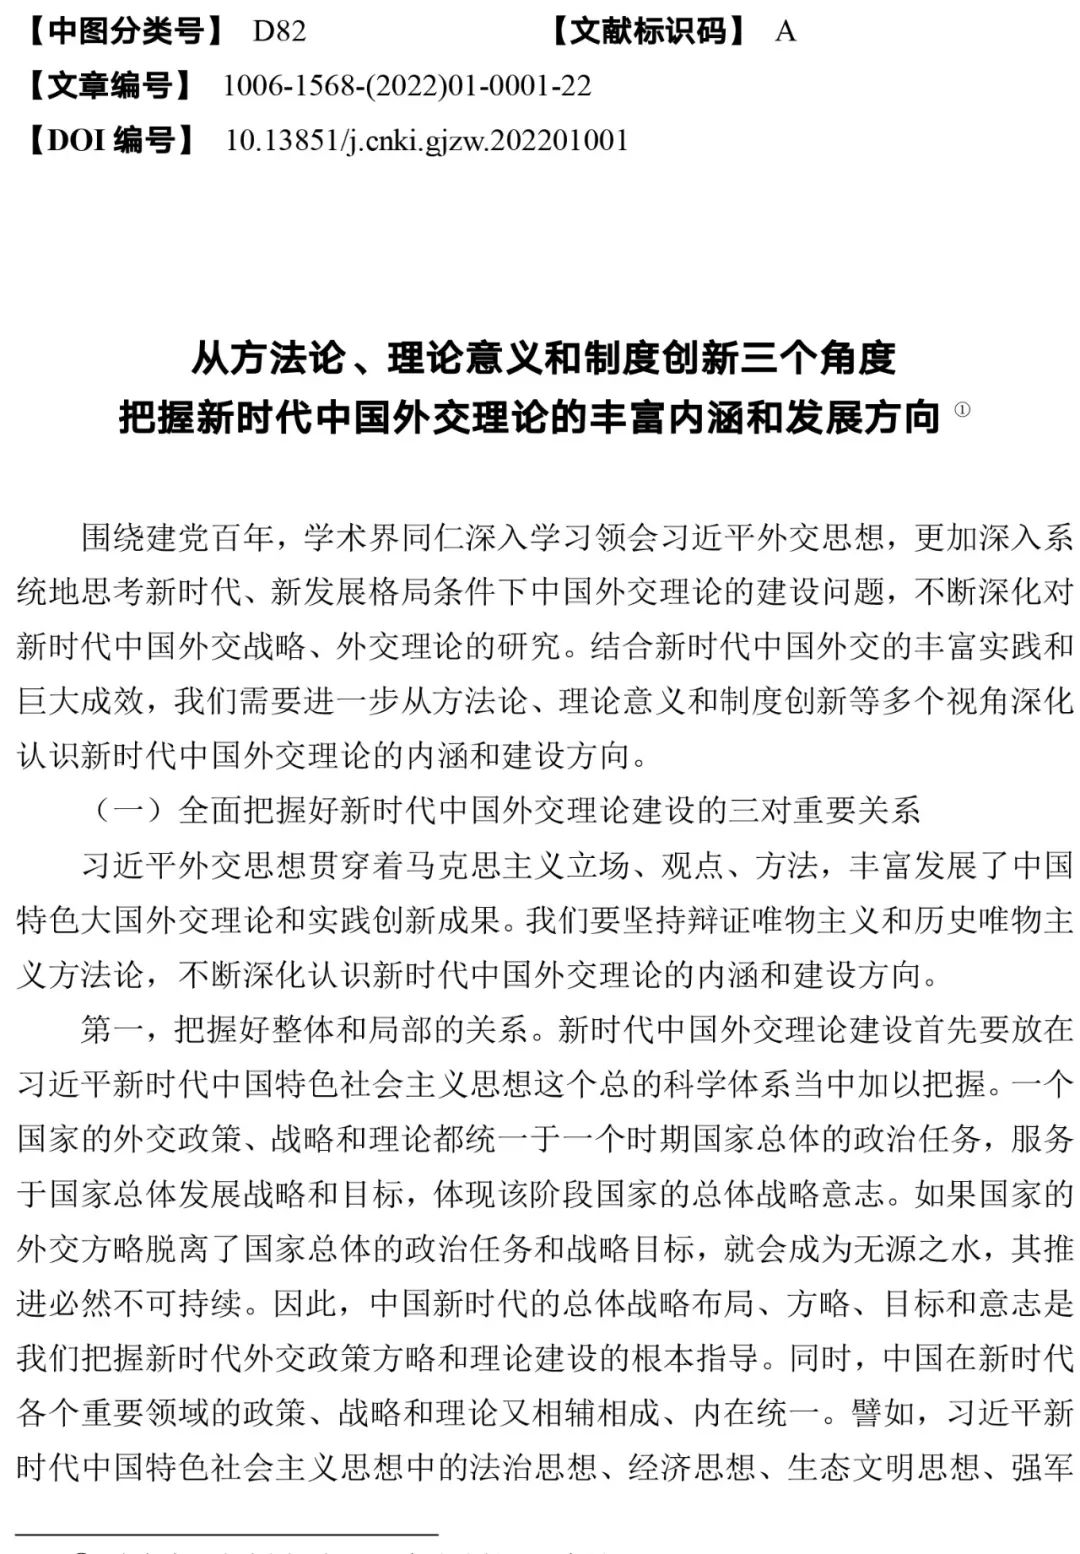 【中图分类号】 D82 【文献标识码】 A
【文章编号】 1006-1568-(2022)01-0001-22
【DOI 编号】 10.13851/j.cnki.gjzw.202201001
从方法论、理论意义和制度创新三个角度
把握新时代中国外交理论的丰富内涵和发展方向①
围绕建党百年，学术界同仁深入学习领会习近平外交思想，更加深入系
统地思考新时代、新发展格局条件下中国外交理论的建设问题，不断深化对
新时代中国外交战略、外交理论的研究。结合新时代中国外交的丰富实践和
巨大成效，我们需要进一步从方法论、理论意义和制度创新等多个视角深化
认识新时代中国外交理论的内涵和建设方向。
（一）全面把握好新时代中国外交理论建设的三对重要关系
习近平外交思想贯穿着马克思主义立场、观点、方法，丰富发展了中国
特色大国外交理论和实践创新成果。我们要坚持辩证唯物主义和历史唯物主
义方法论，不断深化认识新时代中国外交理论的内涵和建设方向。
第一，把握好整体和局部的关系。新时代中国外交理论建设首先要放在
习近平新时代中国特色社会主义思想这个总的科学体系当中加以把握。一个
国家的外交政策、战略和理论都统一于一个时期国家总体的政治任务，服务
于国家总体发展战略和目标，体现该阶段国家的总体战略意志。如果国家的
外交方略脱离了国家总体的政治任务和战略目标，就会成为无源之水，其推
进必然不可持续。因此，中国新时代的总体战略布局、方略、目标和意志是
我们把握新时代外交政策方略和理论建设的根本指导。同时，中国在新时代
各个重要领域的政策、战略和理论又相辅相成、内在统一。譬如，习近平新
时代中国特色社会主义思想中的法治思想、经济思想、生态文明思想、强军